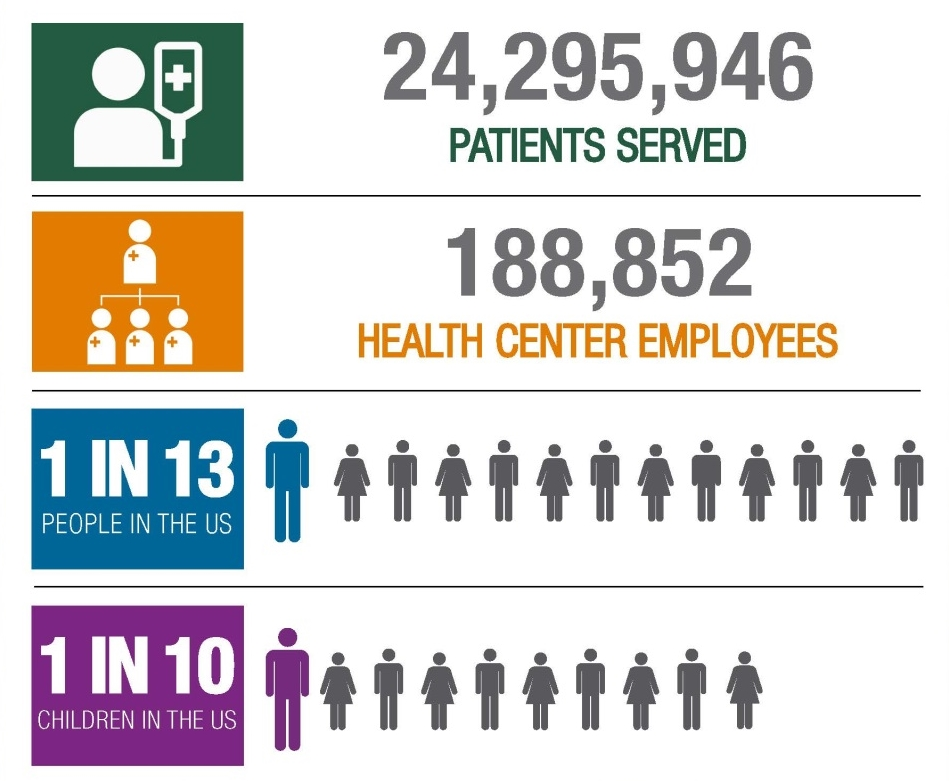 24,295,946
PATIENTS SERVED
188,852
HEALTH CENTER EMPLOYEES
1 IN 13
PEOPLE IN THE US
1 IN 10
CHILDREN IN THE US